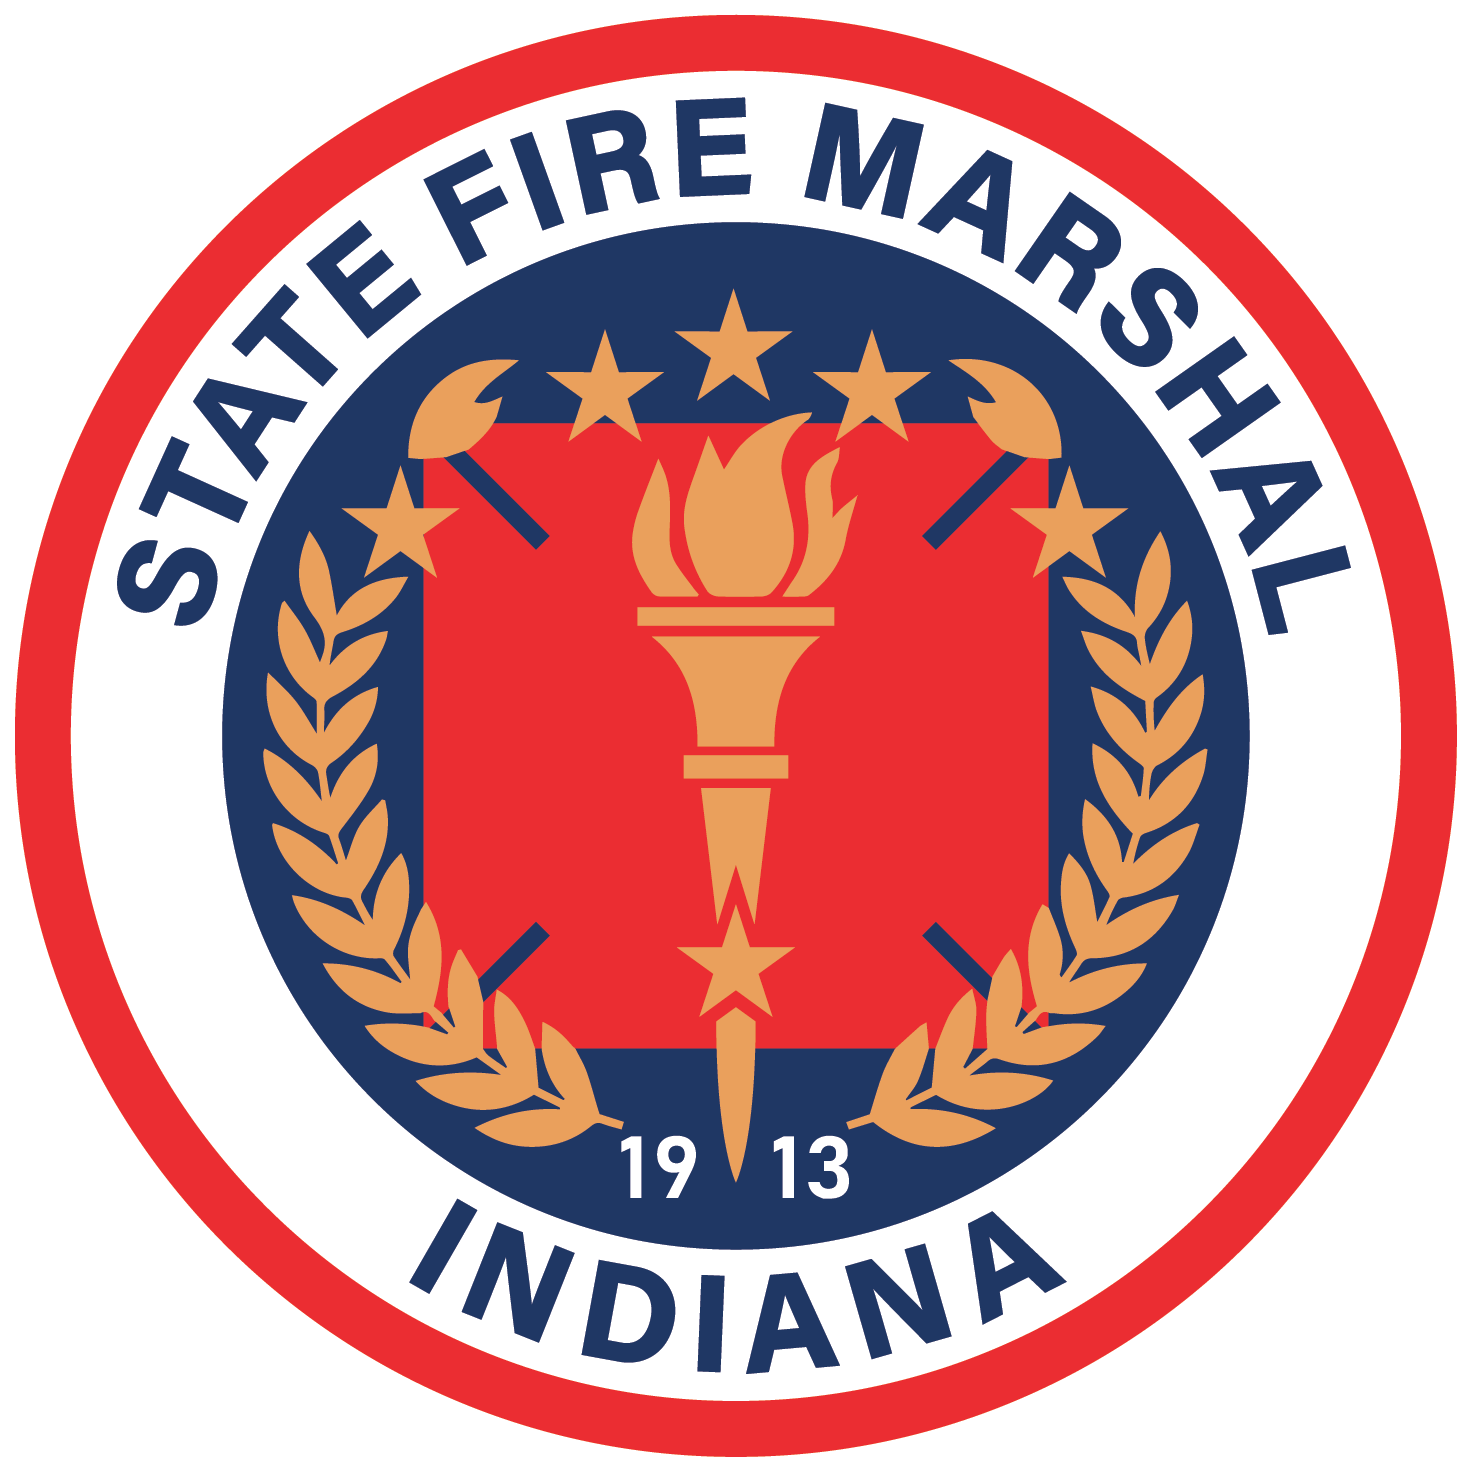 STATE FIRE MARSHAL
19 13
INDIANA